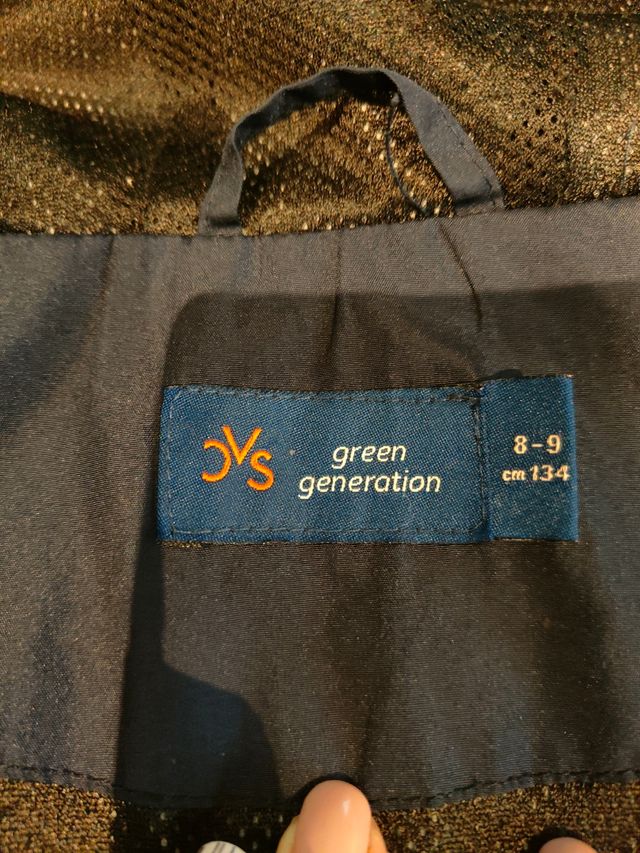 OVS
green
generation
8-9
cm 134